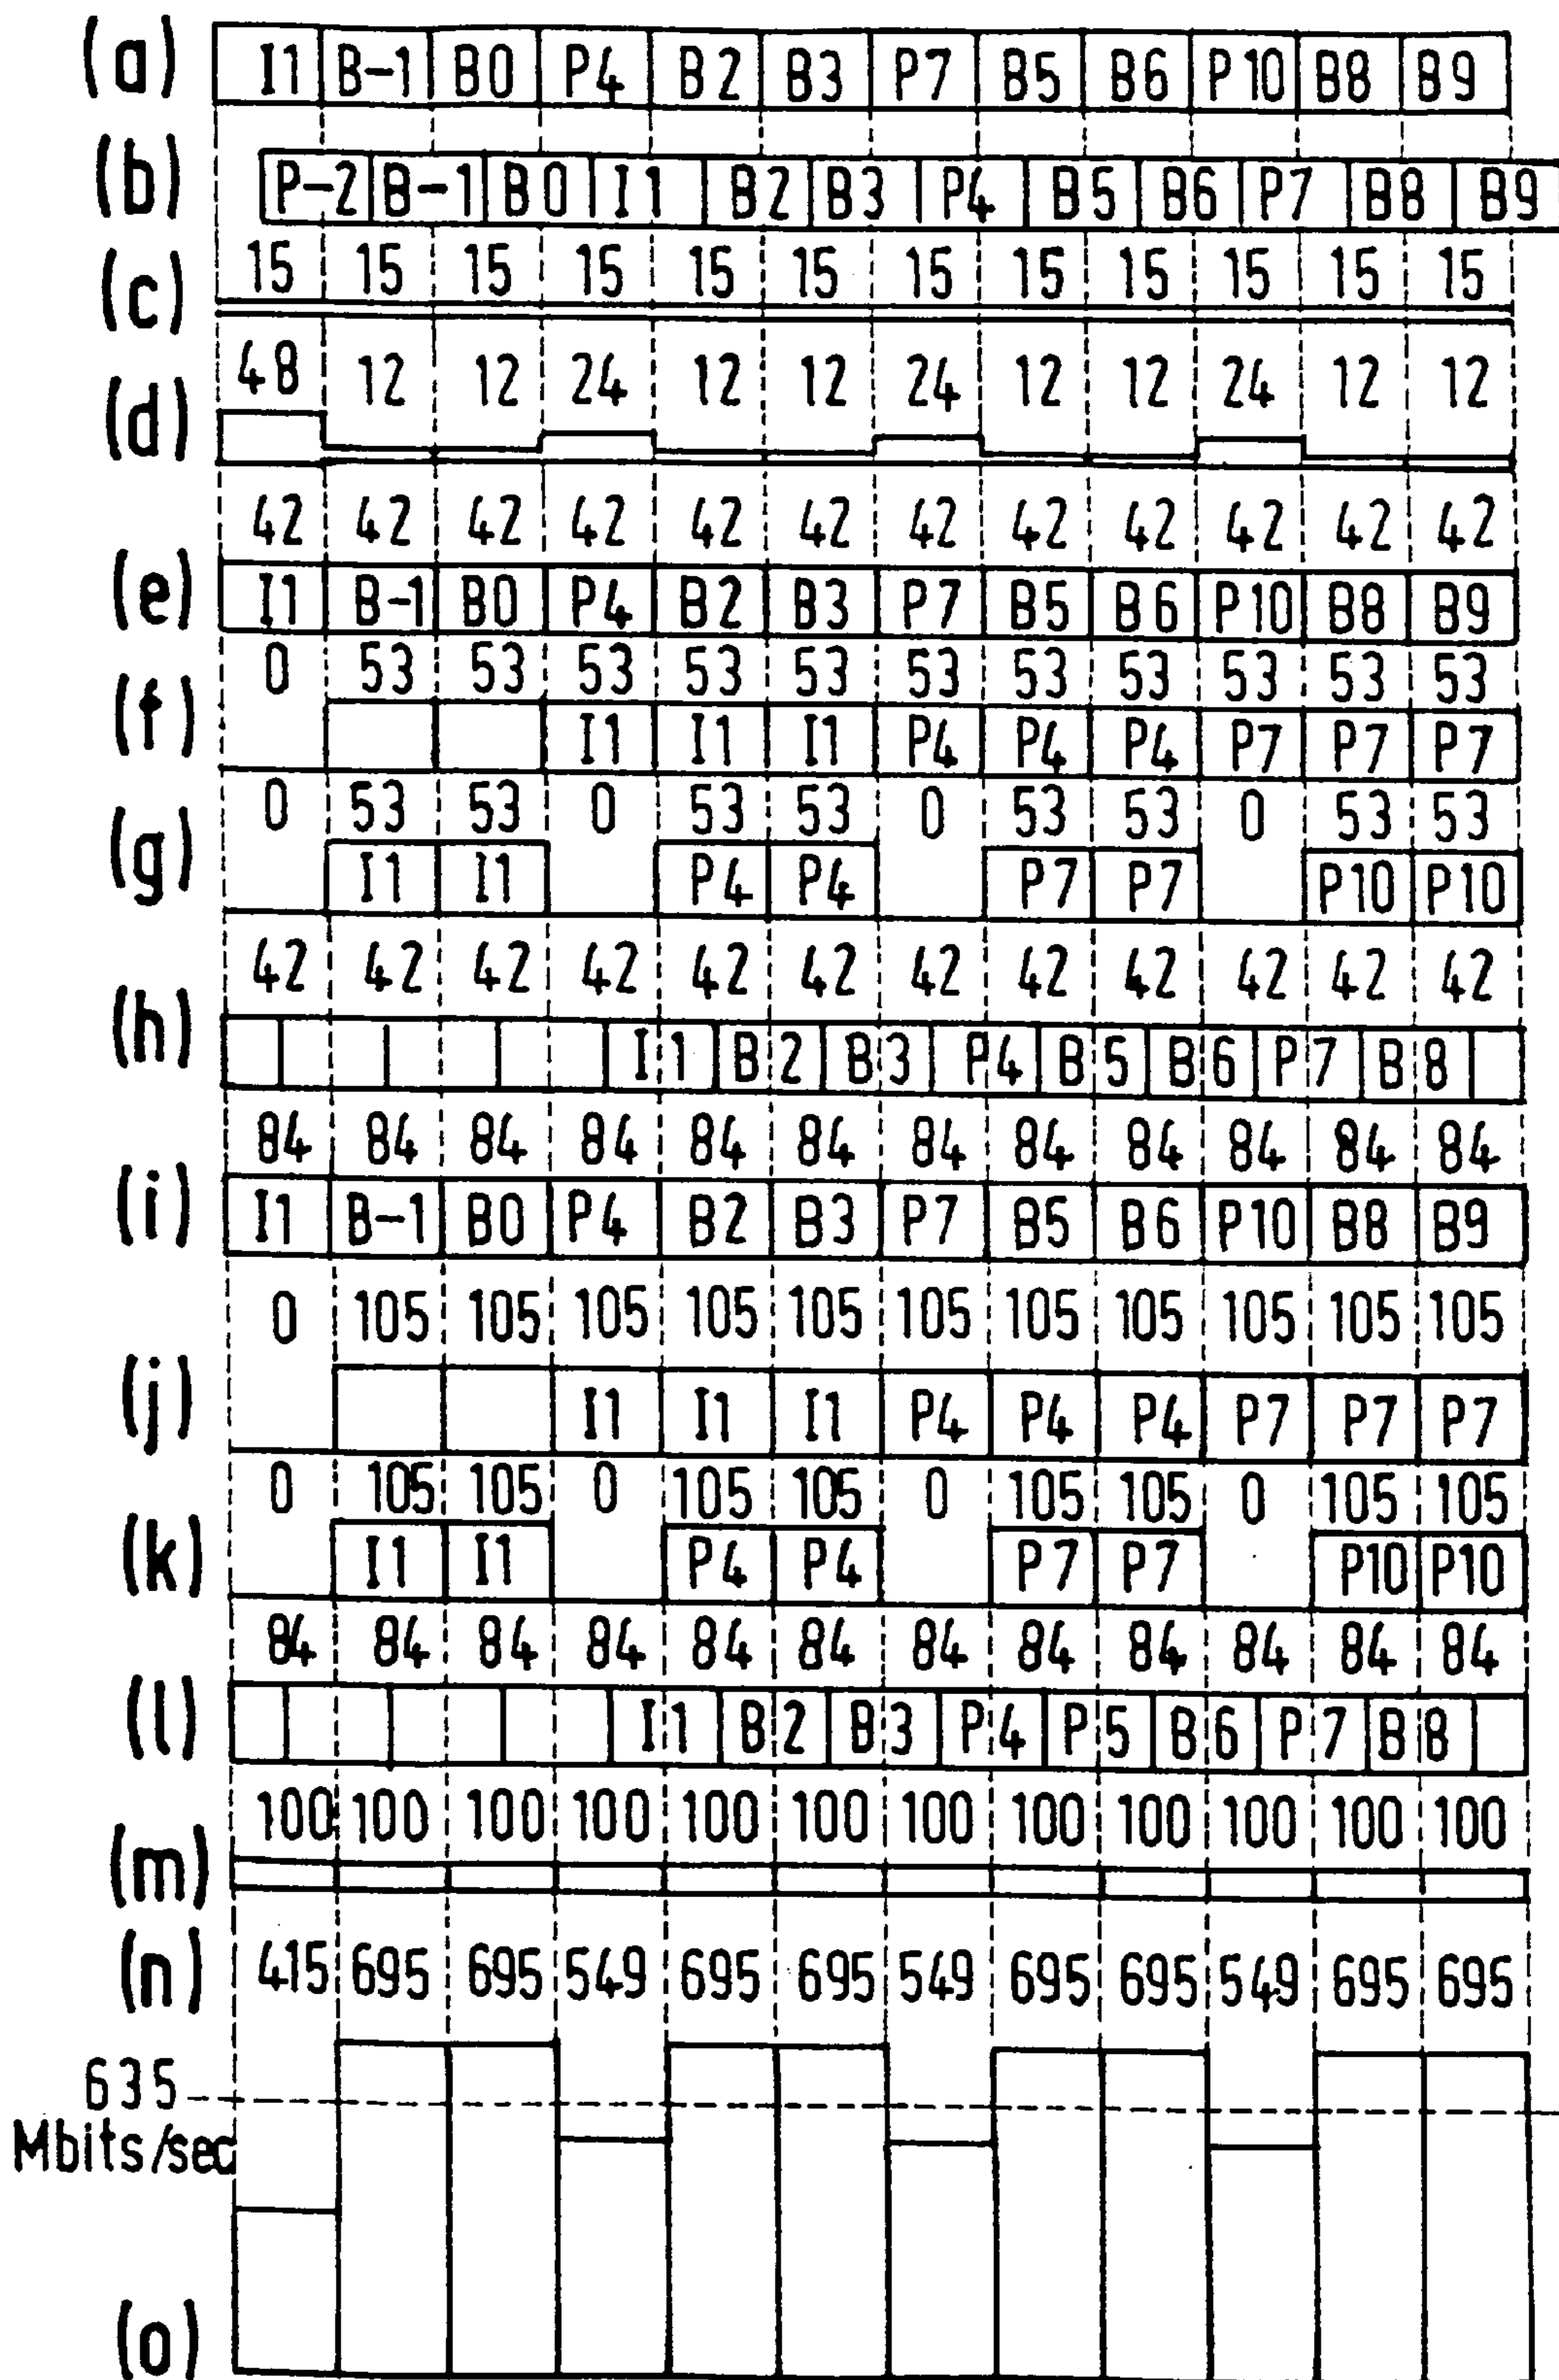 (a) I1 B-1 B0 P4 B2 B3 P7 B5 B6 P10 B8 B9
(b) P-2 B-1 B0 I1 B2 B3 P4 B5 B6 P7 B8 B9
15 15 15 15 15 15 15 15 15 15 15 15
(c)
48 12 12 24 12 12 24 12 12 24 12 12
(d)
42 42 42 42 42 42 42 42 42 42 42 42
(e) I1 B-1 B0 P4 B2 B3 P7 B5 B6 P10 B8 B9
0 53 53 53 53 53 53 53 53 53 53 53
(f) I1 I1 I1 P4 P4 P4 P7 P7 P7
0 53 53 0 53 53 0 53 53 0 53 53
(g) I1 I1 P4 P4 P7 P7 P10 P10
42 42 42 42 42 42 42 42 42 42 42 42
(h) I1 B2 B3 P4 B5 B6 P7 B8
84 84 84 84 84 84 84 84 84 84 84 84
(i) I1 B-1 B0 P4 B2 B3 P7 B5 B6 P10 B8 B9
0 105 105 105 105 105 105 105 105 105 105 105
(j) I1 I1 I1 P4 P4 P4 P7 P7 P7
0 105 105 0 105 105 0 105 105 0 105 105
(k) I1 I1 P4 P4 P7 P7 P10 P10
84 84 84 84 84 84 84 84 84 84 84 84
(l) I1 B2 B3 P4 P5 B6 P7 B8
100 100 100 100 100 100 100 100 100 100 100 100
(m)
(n) 415 695 695 549 695 695 549 695 695 549 695 695
635
Mbits/sec
(o)